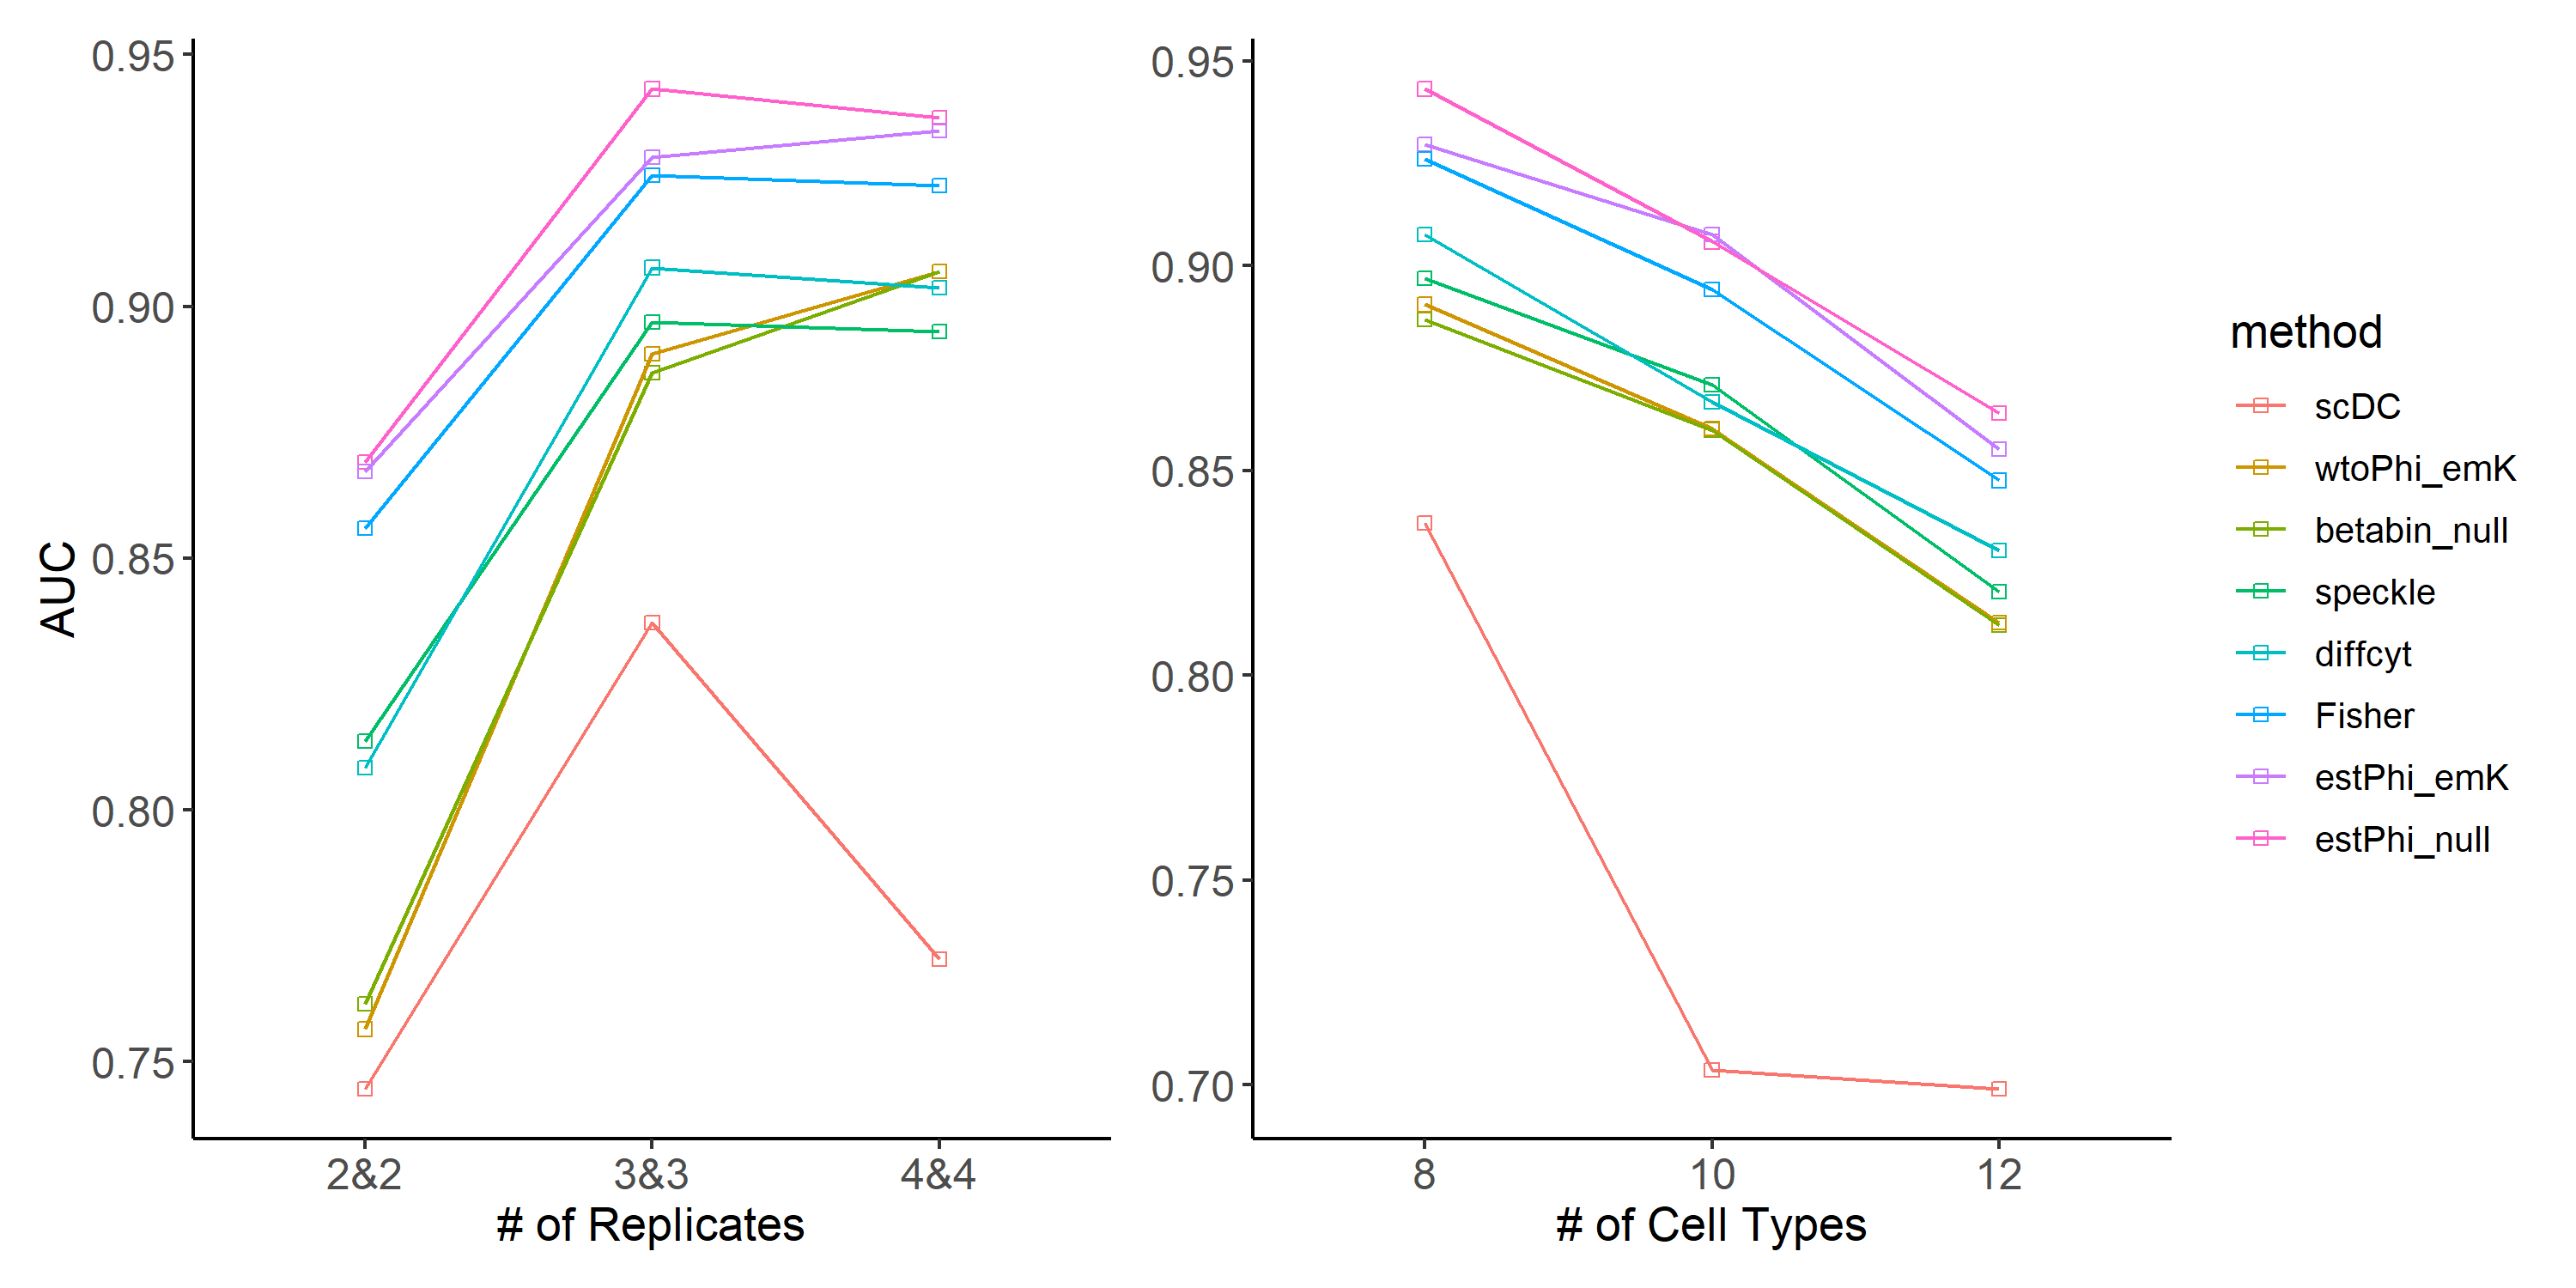 AUC
0.95
0.90
0.85
0.80
0.75
2&2 3&3 4&4
# of Replicates
0.95
0.90
0.85
0.80
0.75
0.70
8 10 12
# of Cell Types
method
scDC
wtoPhi_emK
betabin_null
speckle
diffcyt
Fisher
estPhi_emK
estPhi_null